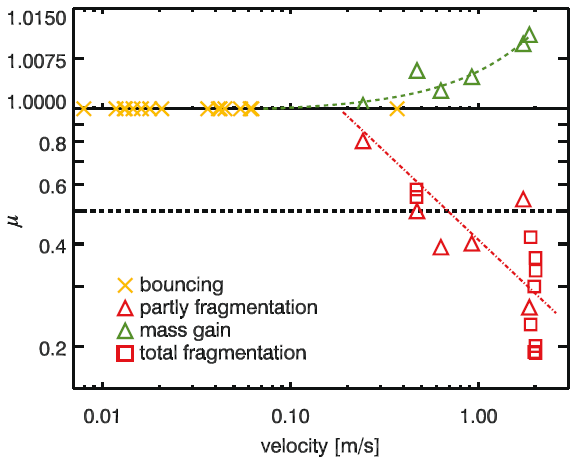 1.0150
1.0075
1.0000
0.8
0.6
0.4
0.2
μ
bouncing
partly fragmentation
mass gain
total fragmentation
0.01
0.10
1.00
velocity [m/s]